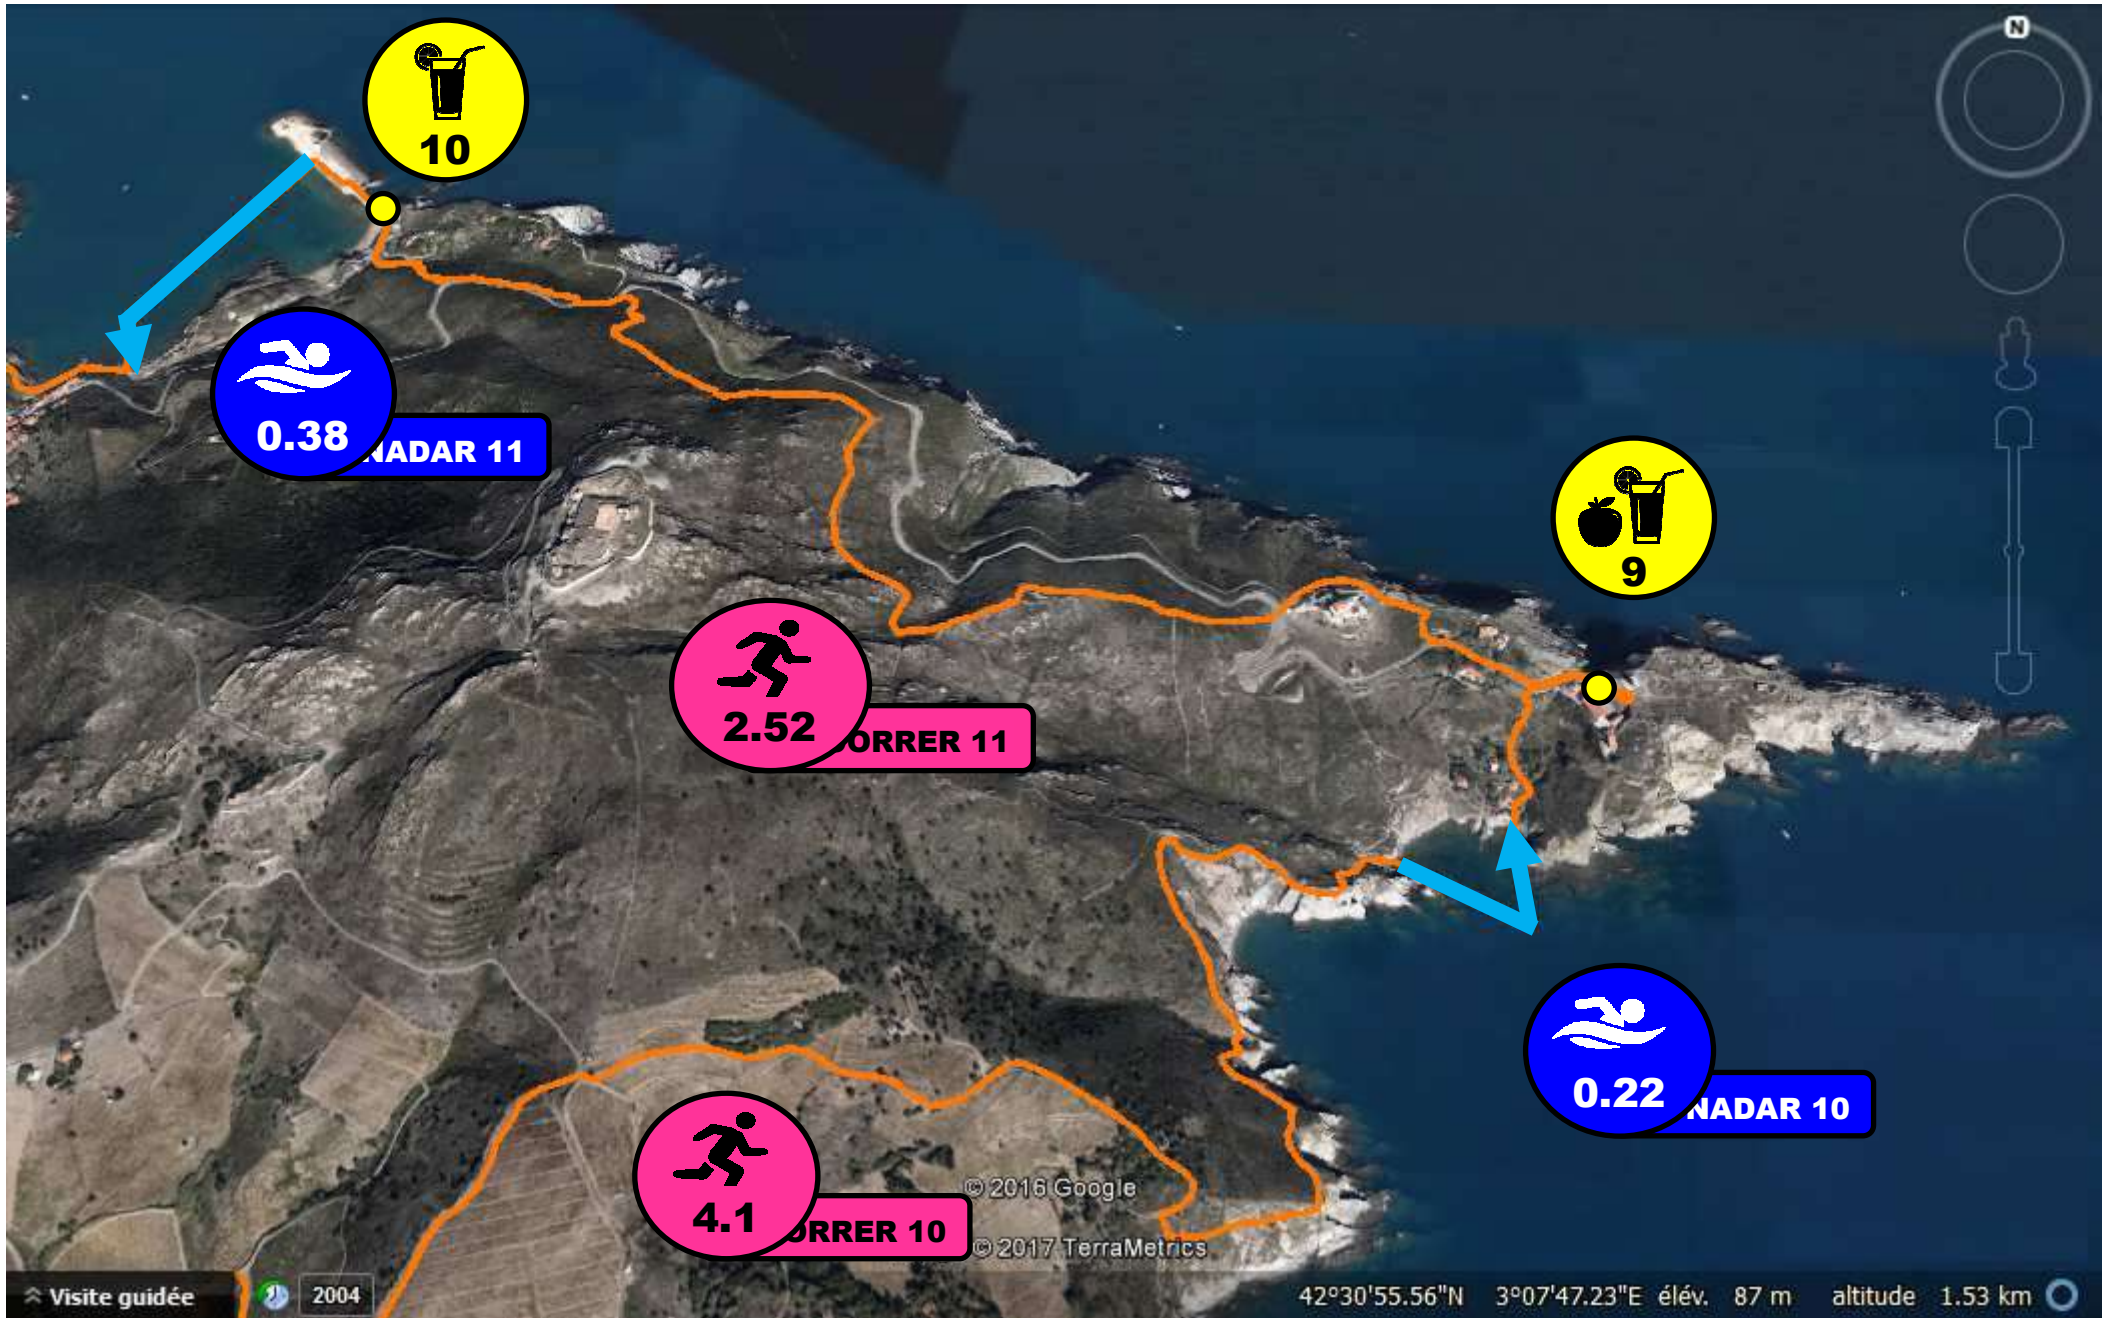 N
10
0.38
NADAR 11
9
2.52
ORRER 11
0.22
NADAR 10
4.1
ORRER 10
© 2016 Google
© 2017 TerraMetrics
Visite guidée
2004
42°30'55.56"N 3°07'47.23"E élév. 87 m altitude 1.53 km